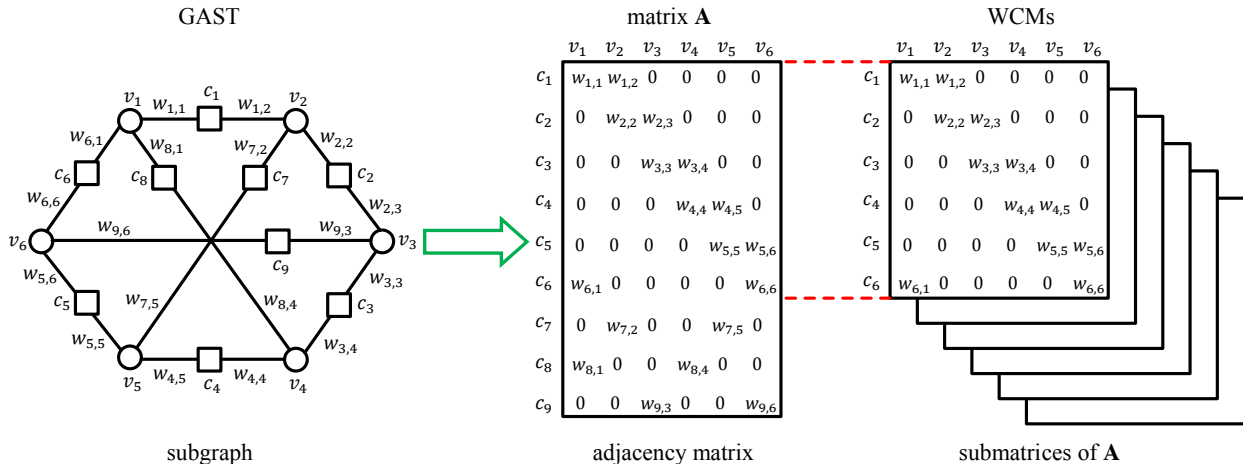 GAST
matrix A
WCMs
v₁ v₂ v₃ v₄ v₅ v₆
v₁ v₂ v₃ v₄ v₅ v₆
c₁ w₁,₁ w₁,₂ 0 0 0 0
c₁ w₁,₁ w₁,₂ 0 0 0 0
c₂ 0 w₂,₂ w₂,₃ 0 0 0
c₂ 0 w₂,₂ w₂,₃ 0 0 0
c₃ 0 0 w₃,₃ w₃,₄ 0 0
c₃ 0 0 w₃,₃ w₃,₄ 0 0
c₄ 0 0 0 w₄,₄ w₄,₅ 0
c₄ 0 0 0 w₄,₄ w₄,₅ 0
c₅ 0 0 0 0 w₅,₅ w₅,₆
c₅ 0 0 0 0 w₅,₅ w₅,₆
c₆ w₆,₁ 0 0 0 0 w₆,₆
c₆ w₆,₁ 0 0 0 0 w₆,₆
c₇ 0 w₇,₂ 0 0 w₇,₅ 0
c₈ w₈,₁ 0 0 w₈,₄ 0 0
c₉ 0 0 w₉,₃ 0 0 w₉,₆
v₁ w₁,₁ c₁ w₁,₂ v₂
w₆,₁ w₈,₁ w₇,₂ w₂,₂
c₆ c₈ c₇ c₂
w₆,₆ w₂,₃
v₆ w₉,₆ w₉,₃ v₃
c₉
w₅,₆ w₃,₃
c₅ w₇,₅ w₈,₄ c₃
w₅,₅ w₃,₄
v₅ w₄,₅ c₄ w₄,₄ v₄
subgraph
adjacency matrix
submatrices of A